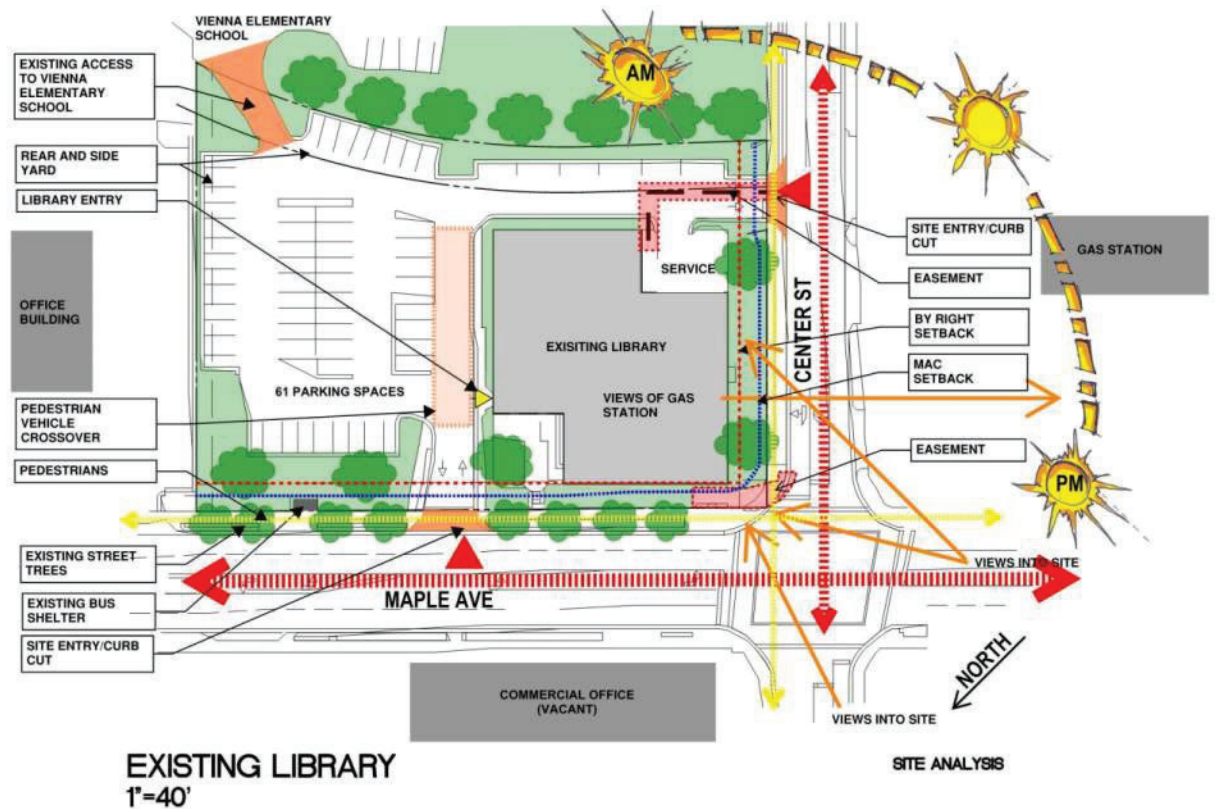 VIENNA ELEMENTARY
SCHOOL
EXISTING ACCESS
TO VIENNA
ELEMENTARY
SCHOOL
REAR AND SIDE
YARD
LIBRARY ENTRY
OFFICE
BUILDING
61 PARKING SPACES
PEDESTRIAN
VEHICLE
CROSSOVER
PEDESTRIANS
EXISTING STREET
TREES
EXISTING BUS
SHELTER
SITE ENTRY/CURB
CUT
AM
SERVICE
EXISITING LIBRARY
VIEWS OF GAS
STATION
CENTER ST
SITE ENTRY/CURB
CUT
GAS STATION
EASEMENT
BY RIGHT
SETBACK
MAC
SETBACK
EASEMENT
PM
VIEWS INTO SITE
MAPLE AVE
NORTH
COMMERCIAL OFFICE
(VACANT)
VIEWS INTO SITE
EXISTING LIBRARY
1"=40'
SITE ANALYSIS